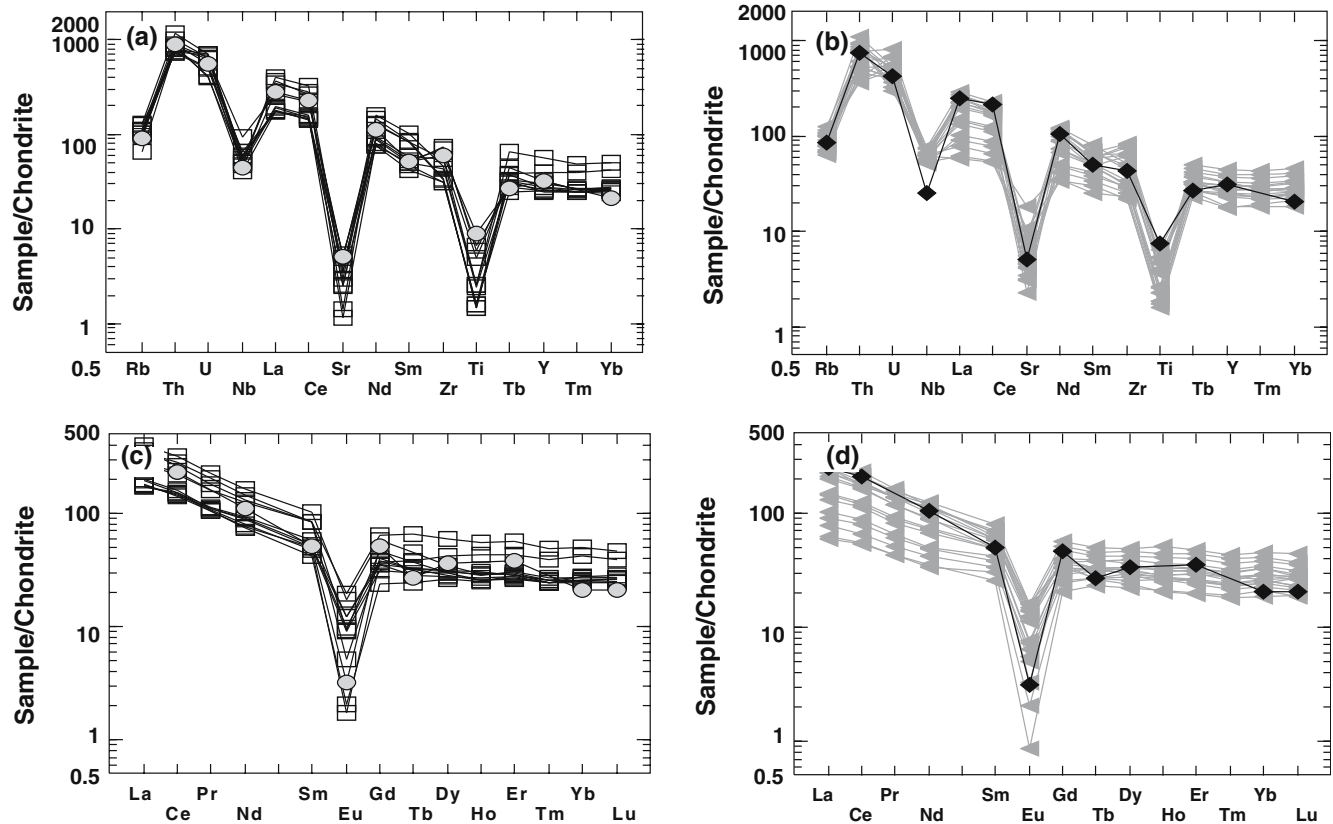 (a)
2000
1000
100
10
1
0.5
Sample/Chondrite
Rb U La Sr Sm Ti Y Yb
Th Nb Ce Nd Zr Tb Tm
(b)
2000
1000
100
10
1
0.5
Sample/Chondrite
Rb U La Sr Sm Ti Y Yb
Th Nb Ce Nd Zr Tb Tm
(c)
500
100
10
1
0.5
Sample/Chondrite
La Pr Sm Gd Dy Er Yb
Ce Nd Eu Tb Ho Tm Lu
(d)
500
100
10
1
0.5
Sample/Chondrite
La Pr Sm Gd Dy Er Yb
Ce Nd Eu Tb Ho Tm Lu